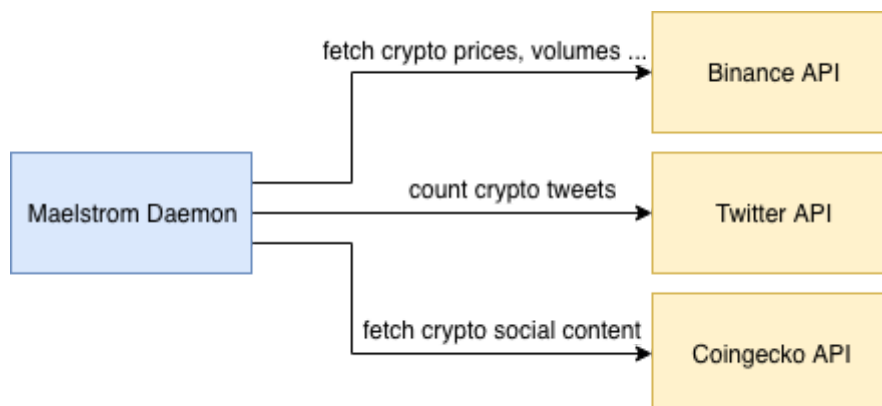 fetch crypto prices, volumes ...
Binance API
Maelstrom Daemon
count crypto tweets
Twitter API
fetch crypto social content
Coingecko API